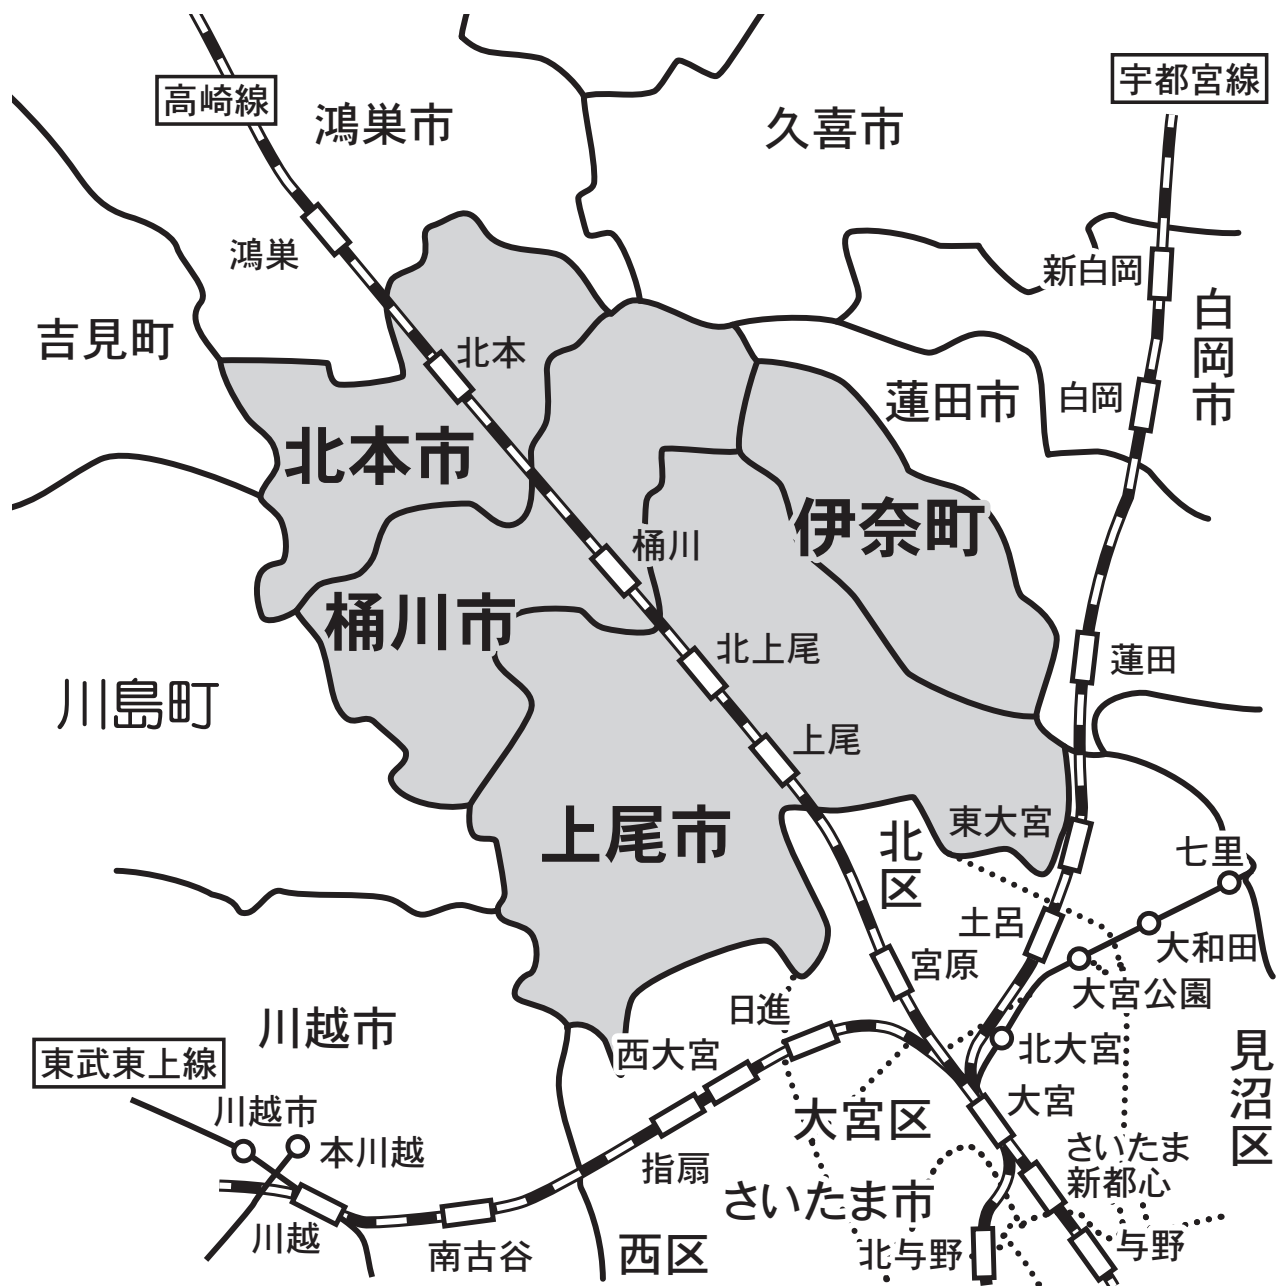 宇都宮線
高崎線
鴻巣市
久喜市
鴻巣
新白岡
白岡市
吉見町
北本
蓮田市
白岡
北本市
伊奈町
桶川
桶川市
北上尾
蓮田
川島町
上尾
上尾市
東大宮
北区
七里
土呂
大和田
宮原
大宮公園
日進
川越市
西大宮
北大宮
見沼区
東武東上線
川越市
大宮
大宮区
本川越
さいたま
新都心
指扇
さいたま市
川越
南古谷
西区
北与野
与野